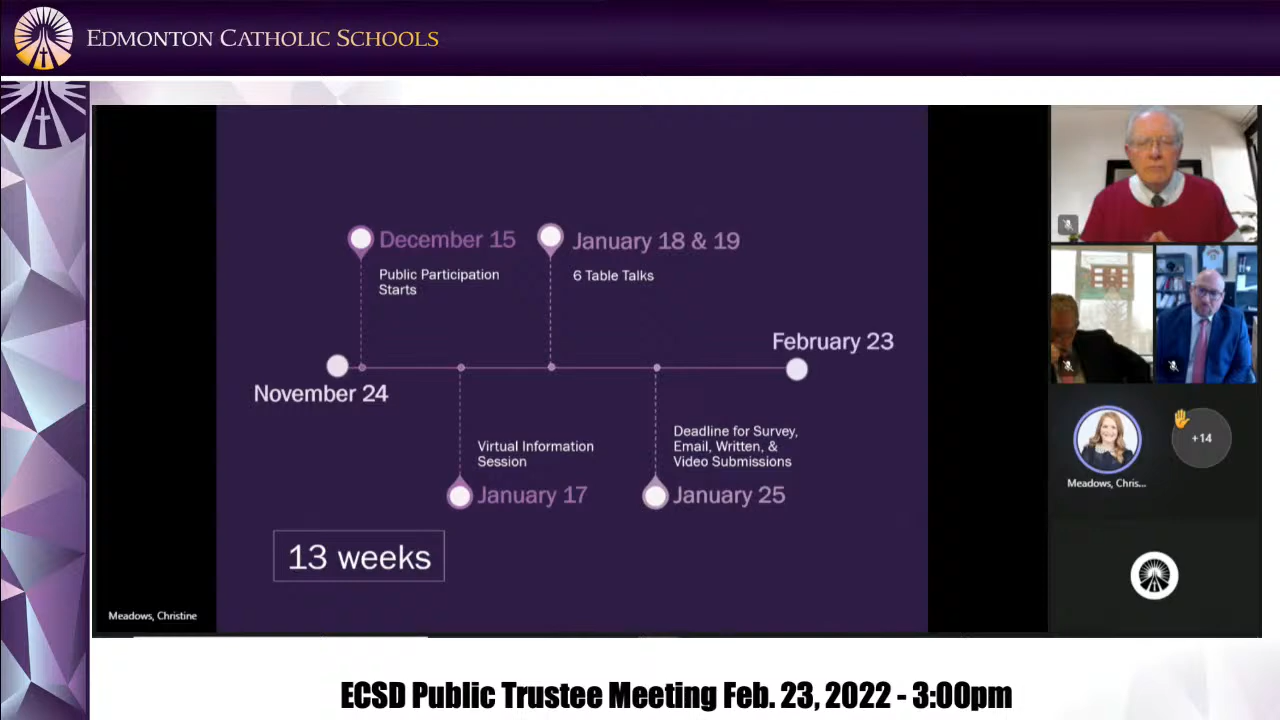 EDMONTON CATHOLIC SCHOOLS
December 15
Public Participation
Starts
January 18 & 19
6 Table Talks
February 23
November 24
Virtual Information
Session
January 17
Deadline for Survey,
Email, Written, &
Video Submissions
January 25
13 weeks
Meadows, Christine
+14
Meadows, Chris...
ECSD Public Trustee Meeting Feb. 23, 2022 - 3:00pm